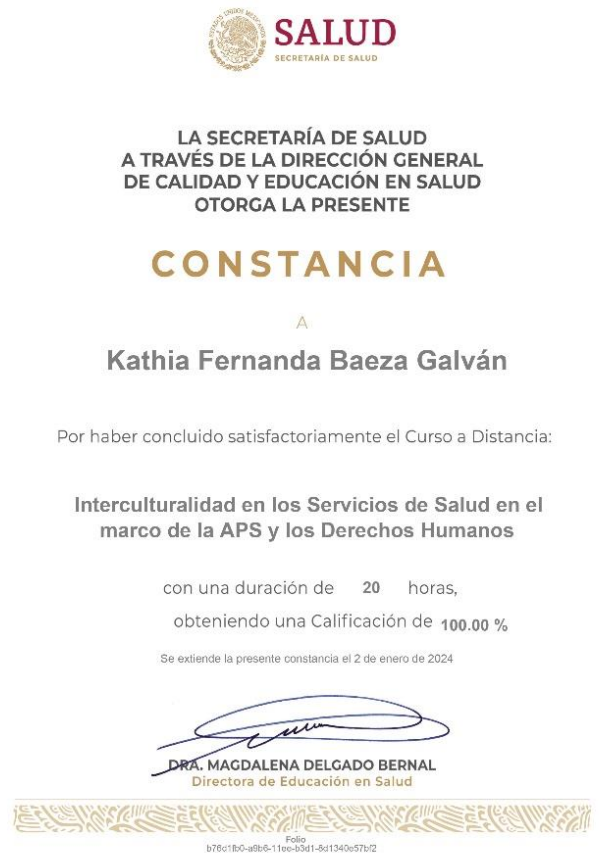 SALUD
SECRETARÍA DE SALUD
LA SECRETARÍA DE SALUD
A TRAVÉS DE LA DIRECCIÓN GENERAL
DE CALIDAD Y EDUCACIÓN EN SALUD
OTORGA LA PRESENTE
CONSTANCIA
A
Kathia Fernanda Baeza Galván
Por haber concluido satisfactoriamente el Curso a Distancia:
Interculturalidad en los Servicios de Salud en el
marco de la APS y los Derechos Humanos
con una duración de 20 horas,
obteniendo una Calificación de 100.00 %
Se extiende la presente constancia el 2 de enero de 2024
DRA. MAGDALENA DELGADO BERNAL
Directora de Educación en Salud
Folio